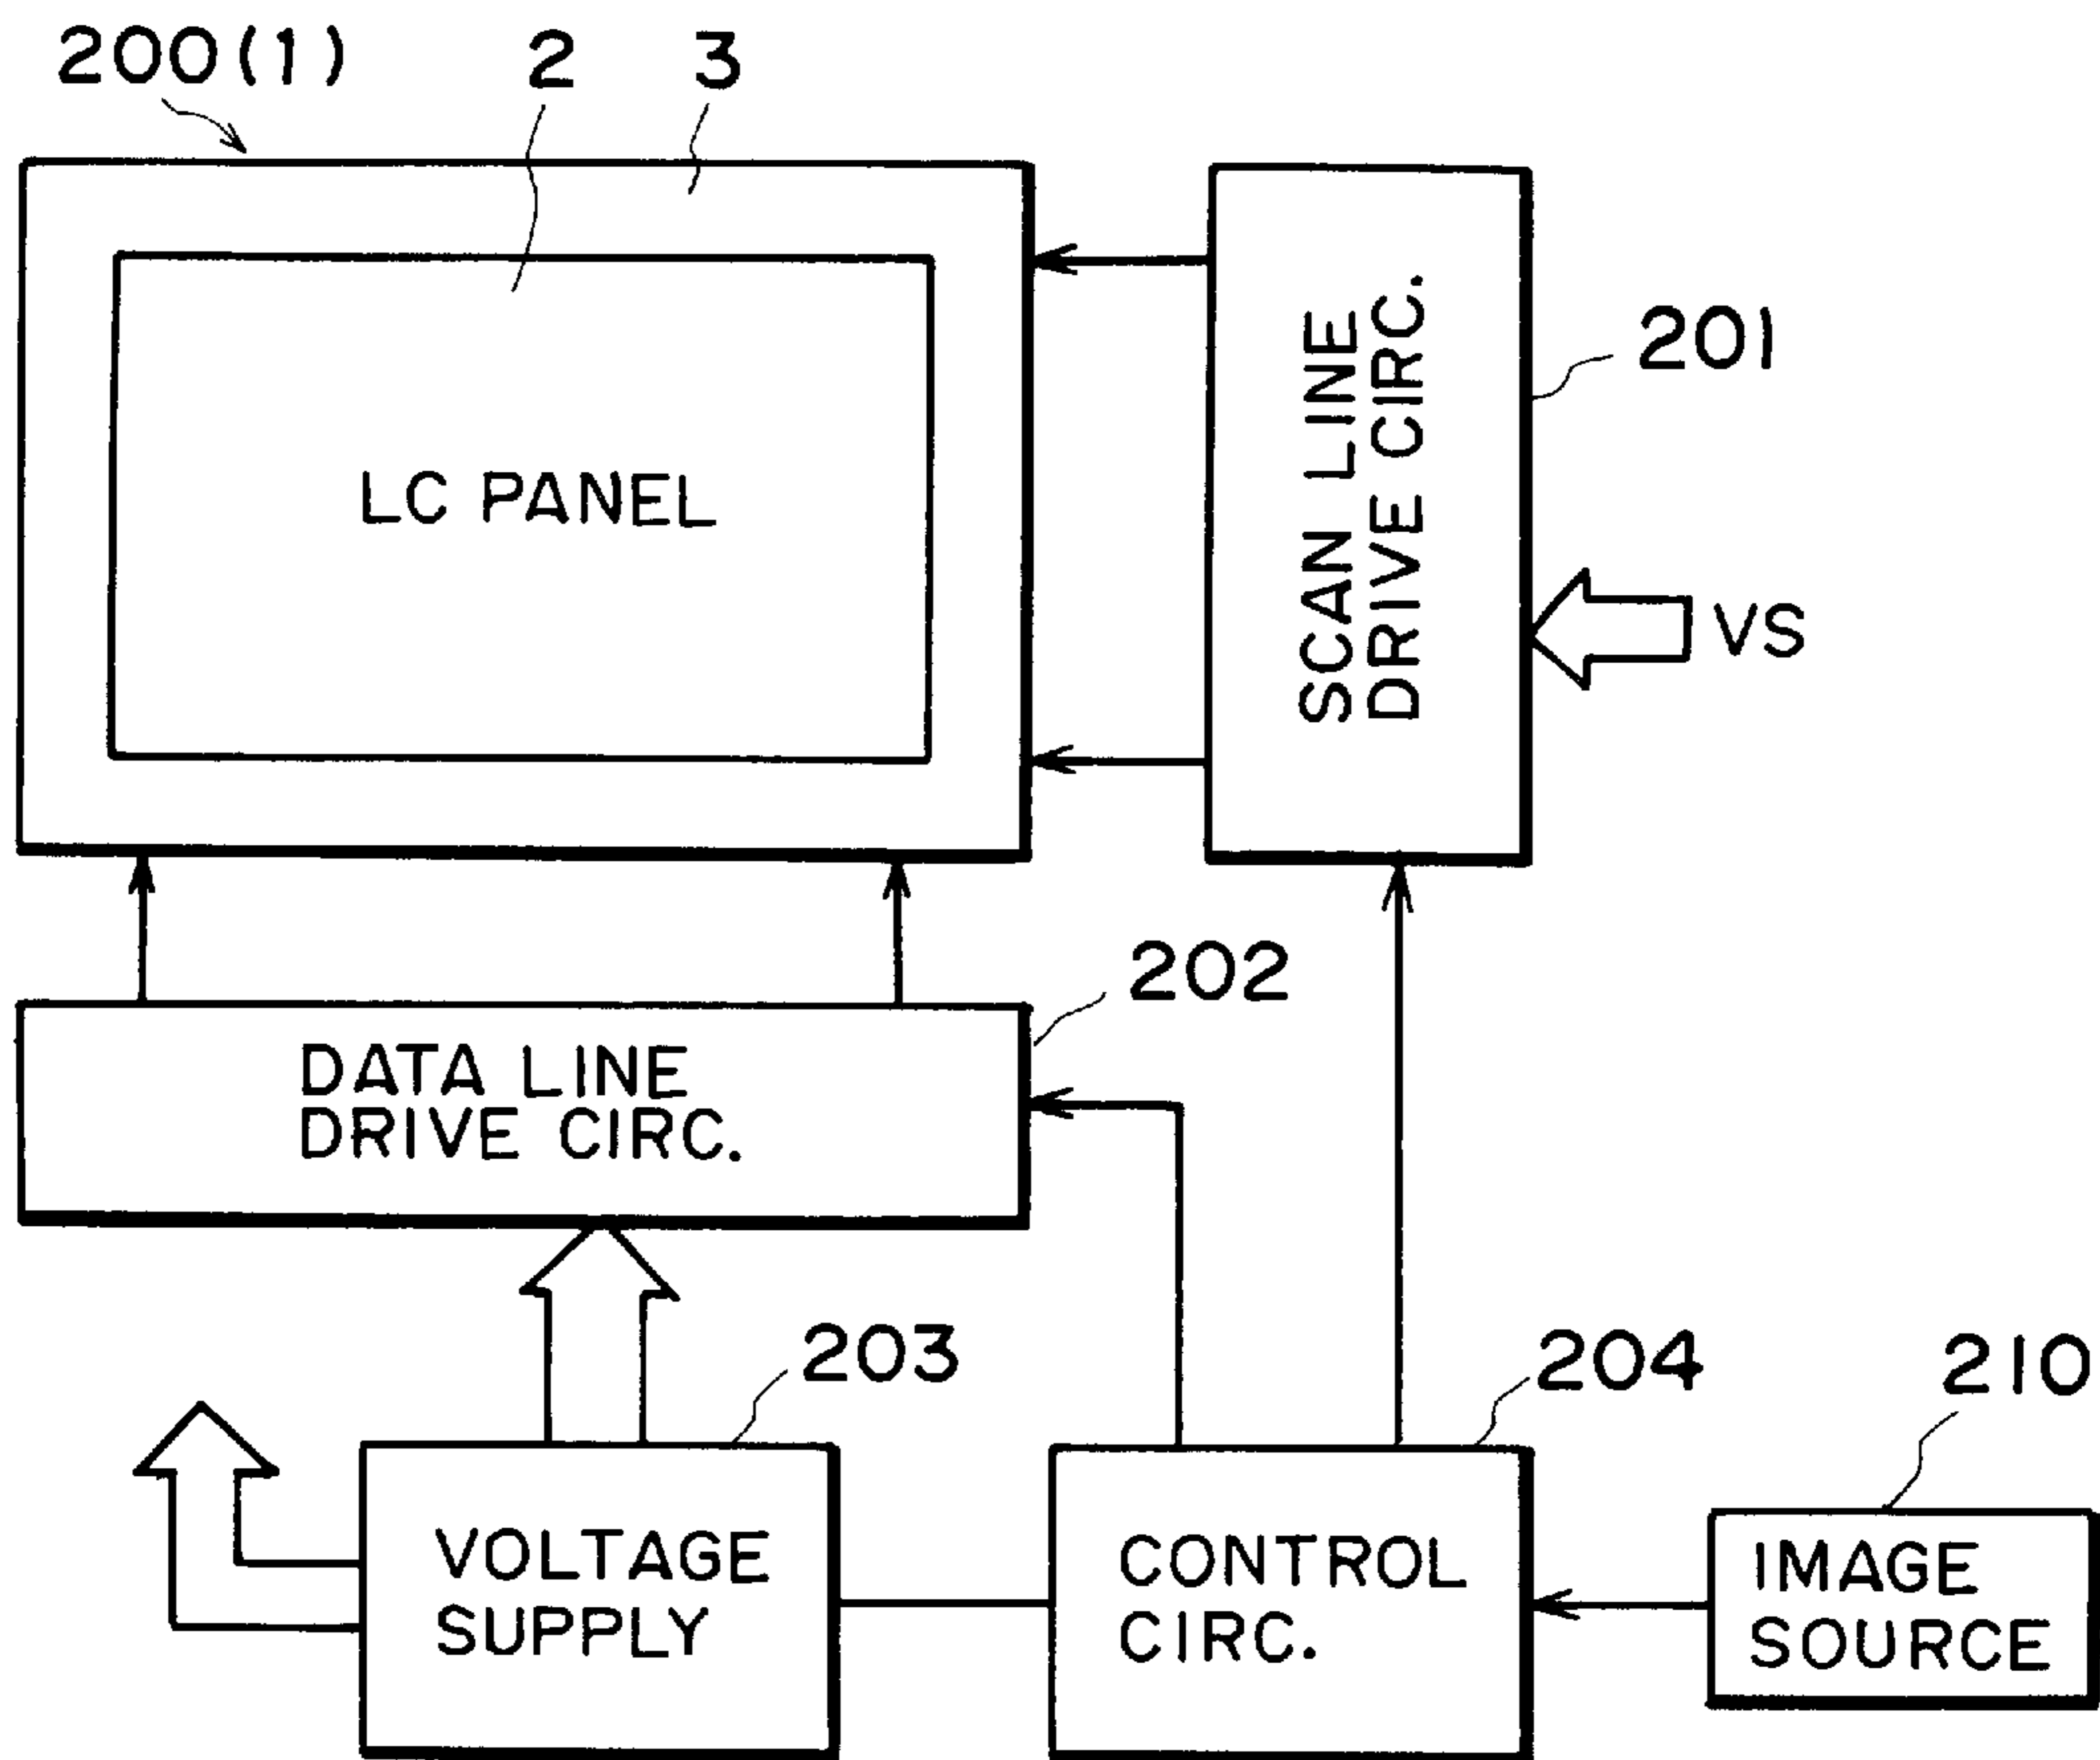 200(1)
2
3
LC PANEL
SCAN LINE
DRIVE CIRC.
201
VS
202
DATA LINE
DRIVE CIRC.
203
204
210
VOLTAGE
SUPPLY
CONTROL
CIRC.
IMAGE
SOURCE